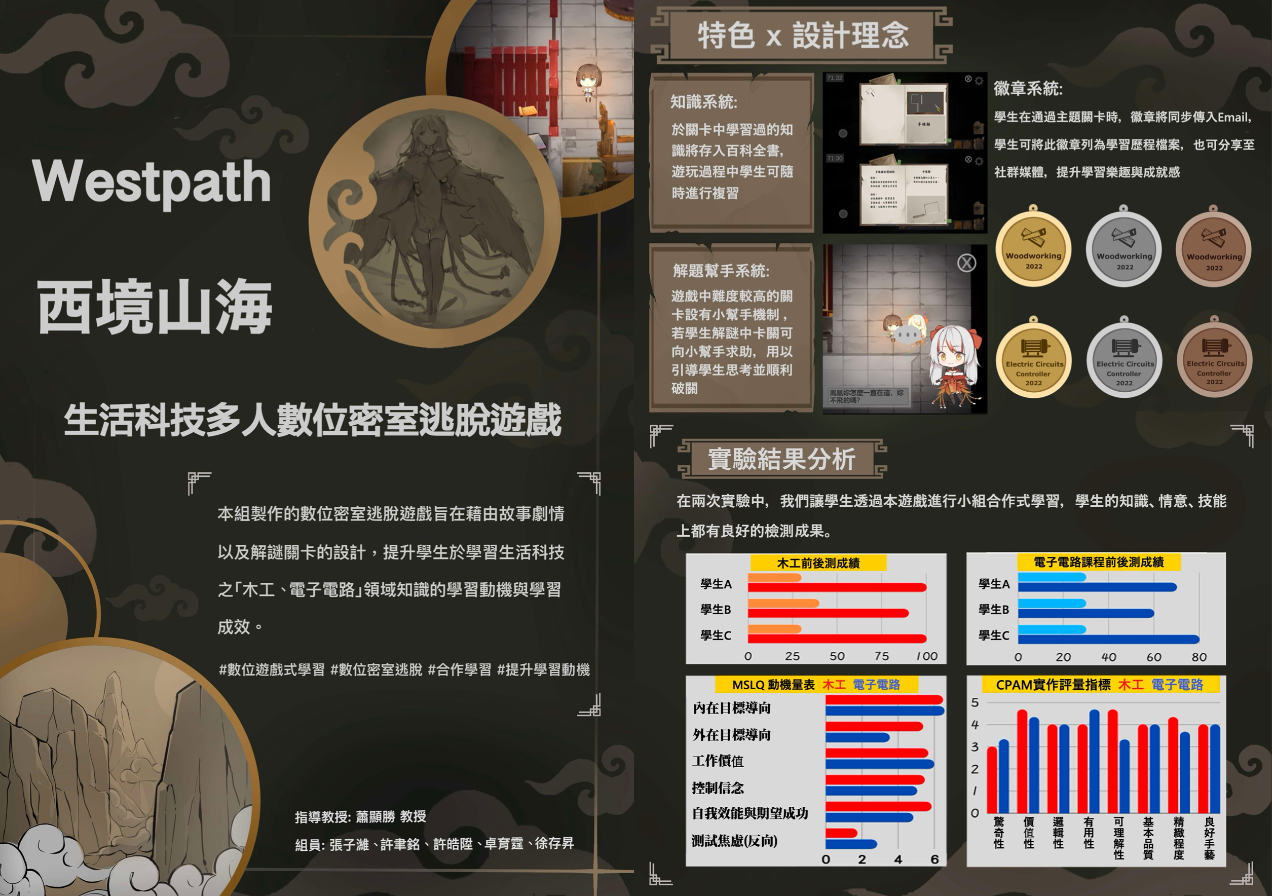 Westpath
西境山海
生活科技多人數位密室逃脫遊戲
本組製作的數位密室逃脫遊戲旨在藉由故事劇情
以及解謎關卡的設計，提升學生於學習生活科技
之「木工、電子電路」領域知識的學習動機與學習
成效。
#數位遊戲式學習 #數位密室逃脫 #合作學習 #提升學習動機
指導教授: 蕭顯勝 教授
組員: 張子濰、許聿銘、許皓陞、卓育霆、徐存昇
特色 x 設計理念
知識系統:
於關卡中學習過的知
識將存入百科全書,
遊玩過程中學生可隨
時進行複習
71:32
71:30
徽章系統:
學生在通過主題關卡時, 徽章將同步傳入Email,
學生可將此徽章列為學習歷程檔案, 也可分享至
社群媒體, 提升學習樂趣與成就感
Woodworking
2022
Woodworking
2022
Woodworking
2022
Electric Circuits
Controller
2022
Electric Circuits
Controller
2022
Electric Circuits
Controller
2022
解題幫手系統:
遊戲中難度較高的關
卡設有小幫手機制,
若學生解謎中卡關可
向小幫手求助, 用以
引導學生思考並順利
破關
鳳凰妳怎麼一直在這、妳
不飛的嗎?
實驗結果分析
在兩次實驗中, 我們讓學生透過本遊戲進行小組合作式學習, 學生的知識、情意、技能
上都有良好的檢測成果。
木工前後測成績
學生A
學生B
學生C
0 25 50 75 100
電子電路課程前後測成績
學生A
學生B
學生C
0 20 40 60 80
MSLQ 動機量表 木工 電子電路
內在目標導向
外在目標導向
工作價值
控制信念
自我效能與期望成功
測試焦慮(反向)
0 2 4 6
CPAM實作評量指標 木工 電子電路
5
4
3
2
1
0
驚奇性
價值性
邏輯性
有用性
可理解性
基本品質
精緻程度
良好手藝